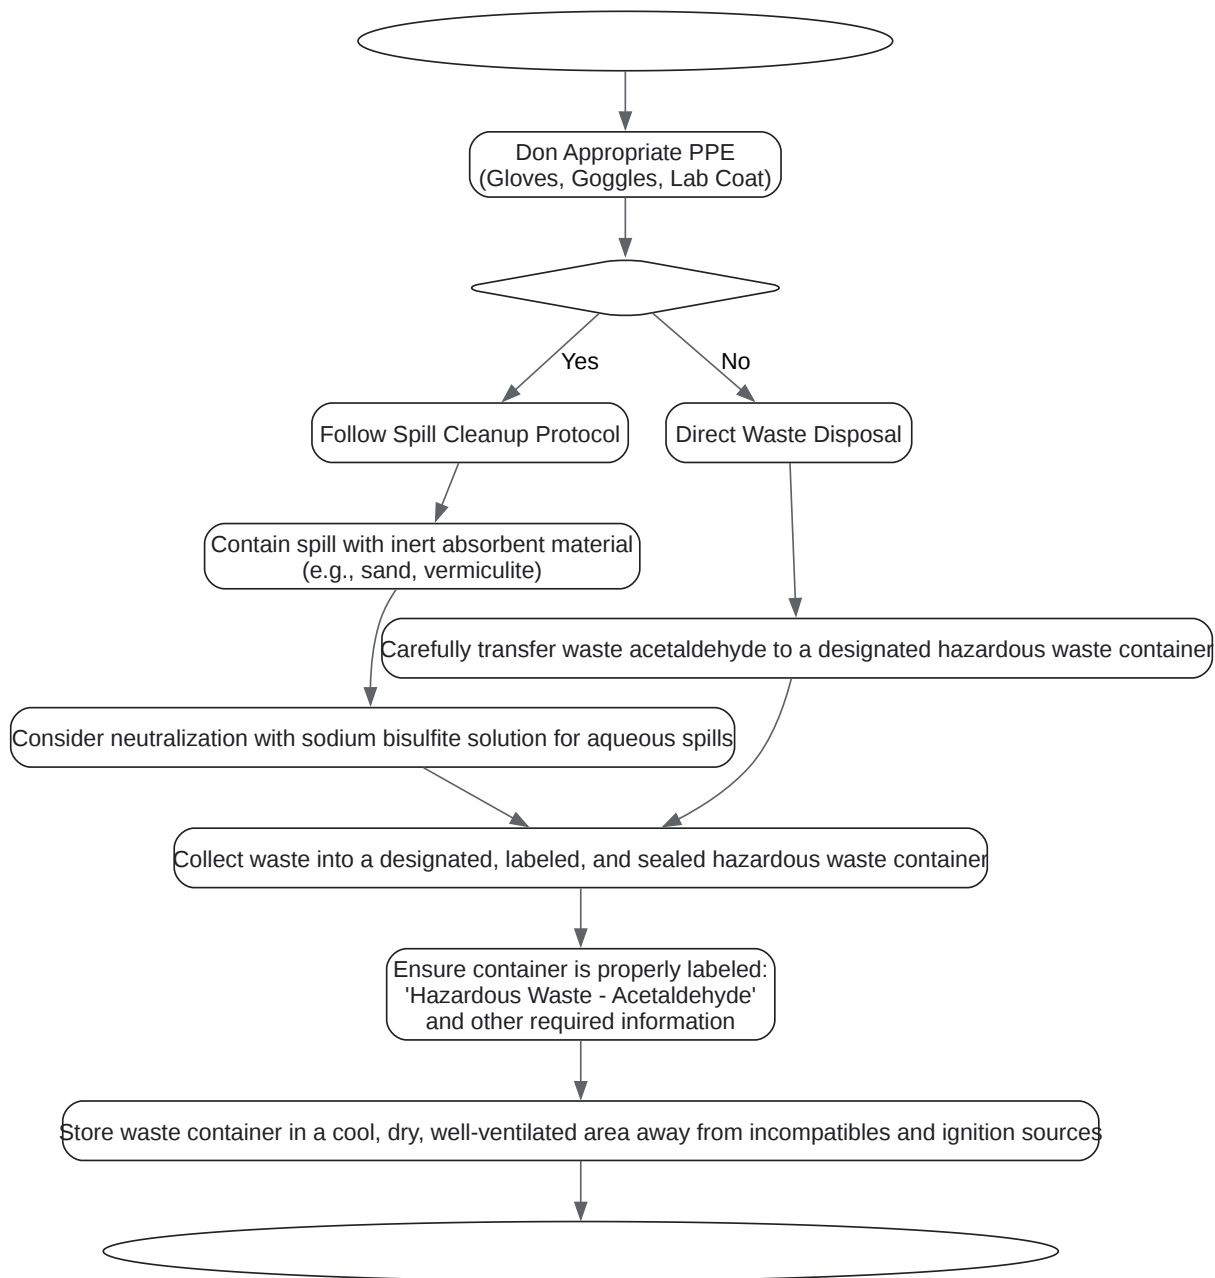 Don Appropriate PPE
(Gloves, Goggles, Lab Coat)
Yes
No
Follow Spill Cleanup Protocol
Direct Waste Disposal
Contain spill with inert absorbent material
(e.g., sand, vermiculite)
Carefully transfer waste acetaldehyde to a designated hazardous waste container
Consider neutralization with sodium bisulfite solution for aqueous spills
Collect waste into a designated, labeled, and sealed hazardous waste container
Ensure container is properly labeled:
'Hazardous Waste - Acetaldehyde'
and other required information
Store waste container in a cool, dry, well-ventilated area away from incompatibles and ignition sources